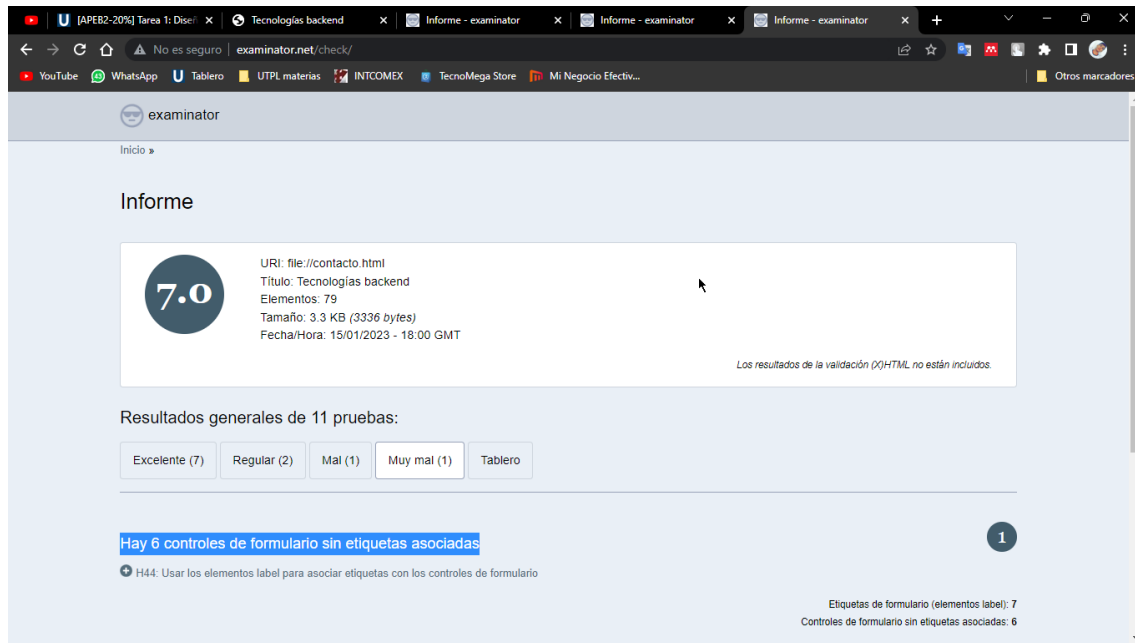 [APEB2-20%] Tarea 1: Diseñ
Tecnologías backend
Informe - examinator
Informe - examinator
Informe - examinator
No es seguro | examinator.net/check/
YouTube
WhatsApp
U Tablero
UTPL materias
INTCOMEX
TecnoMega Store
Mi Negocio Efectiv...
Otros marcadores
examinator
Inicio »
Informe
7.0
URI: file://contacto.html
Título: Tecnologías backend
Elementos: 79
Tamaño: 3.3 KB (3336 bytes)
Fecha/Hora: 15/01/2023 - 18:00 GMT
Los resultados de la validación (X)HTML no están incluidos.
Resultados generales de 11 pruebas:
Excelente (7)
Regular (2)
Mal (1)
Muy mal (1)
Tablero
Hay 6 controles de formulario sin etiquetas asociadas
1
H44: Usar los elementos label para asociar etiquetas con los controles de formulario
Etiquetas de formulario (elementos label): 7
Controles de formulario sin etiquetas asociadas: 6